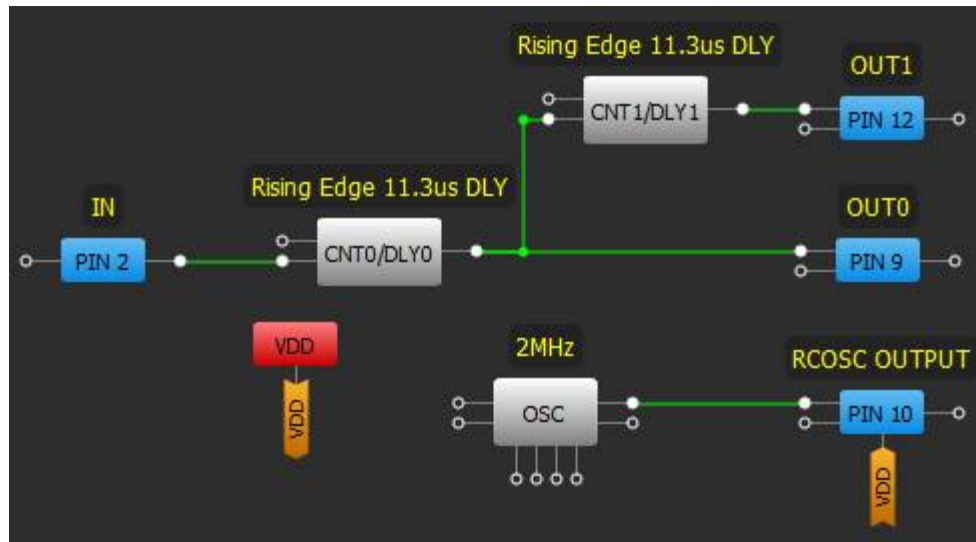 Rising Edge 11.3us DLY
OUT1
CNT1/DLY1
PIN 12
Rising Edge 11.3us DLY
IN
OUT0
PIN 2
CNT0/DLY0
PIN 9
VDD
2MHz
RCOSC OUTPUT
VDD
OSC
PIN 10
VDD